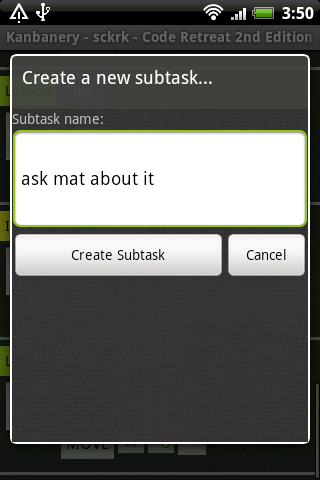 3:50
Kanbanery - sckrk - Code Retreat 2nd Edition
Create a new subtask...
Subtask name:
ask mat about it
Create Subtask
Cancel
MOVE